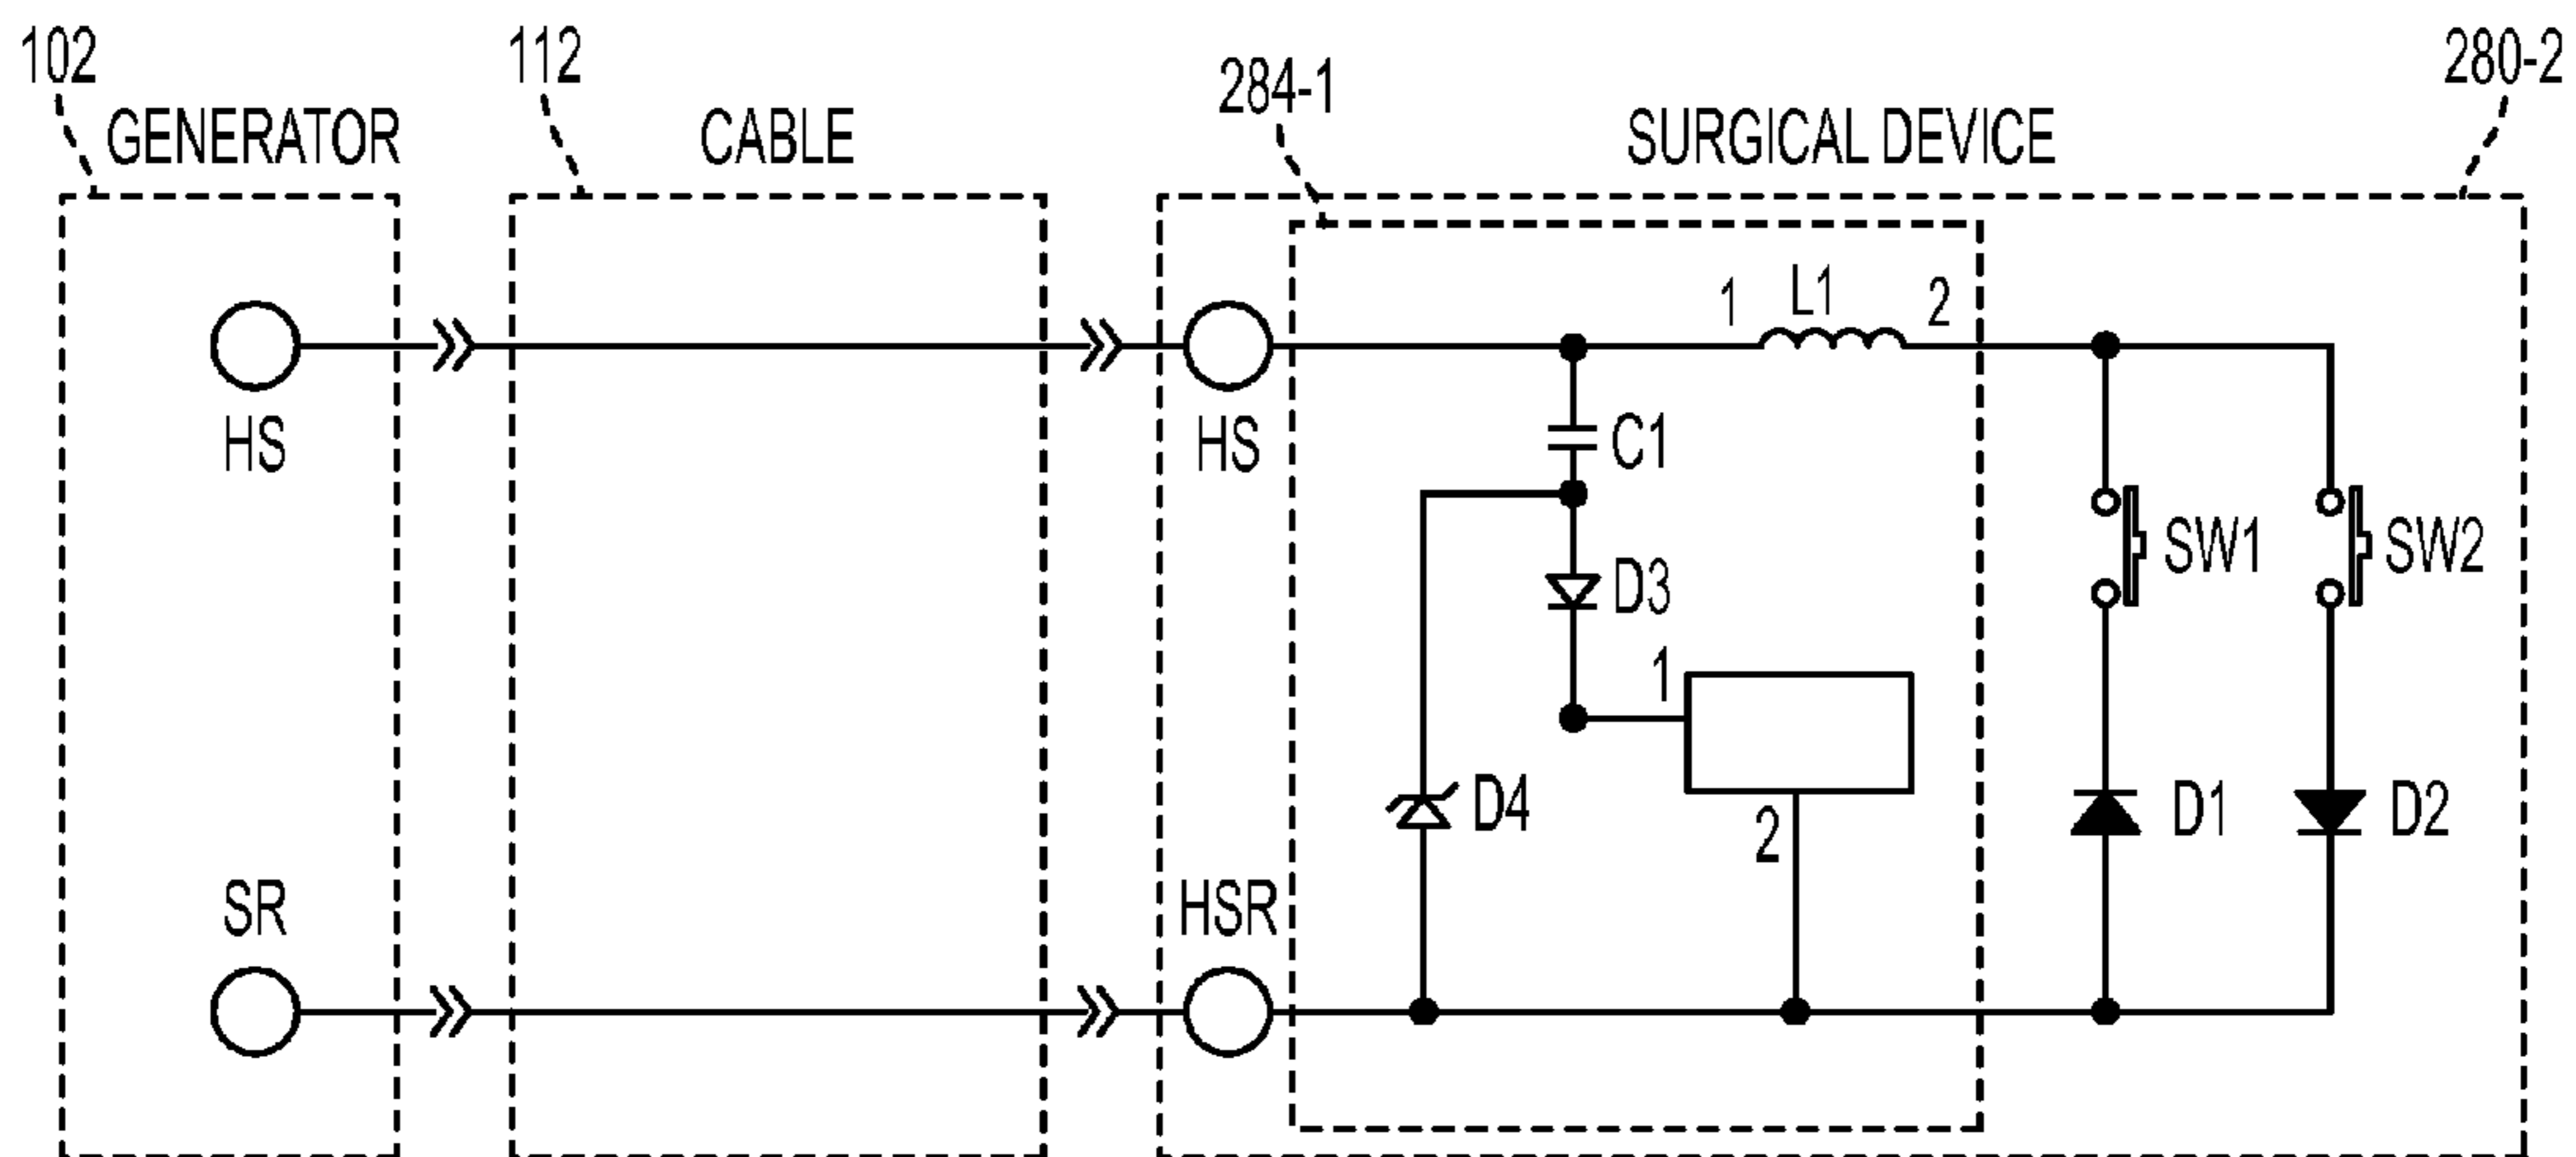 102
112
284-1
280-2
GENERATOR
CABLE
SURGICAL DEVICE
1
L1
2
HS
HS
C1
SW1
SW2
D3
1
D4
2
D1
D2
SR
HSR